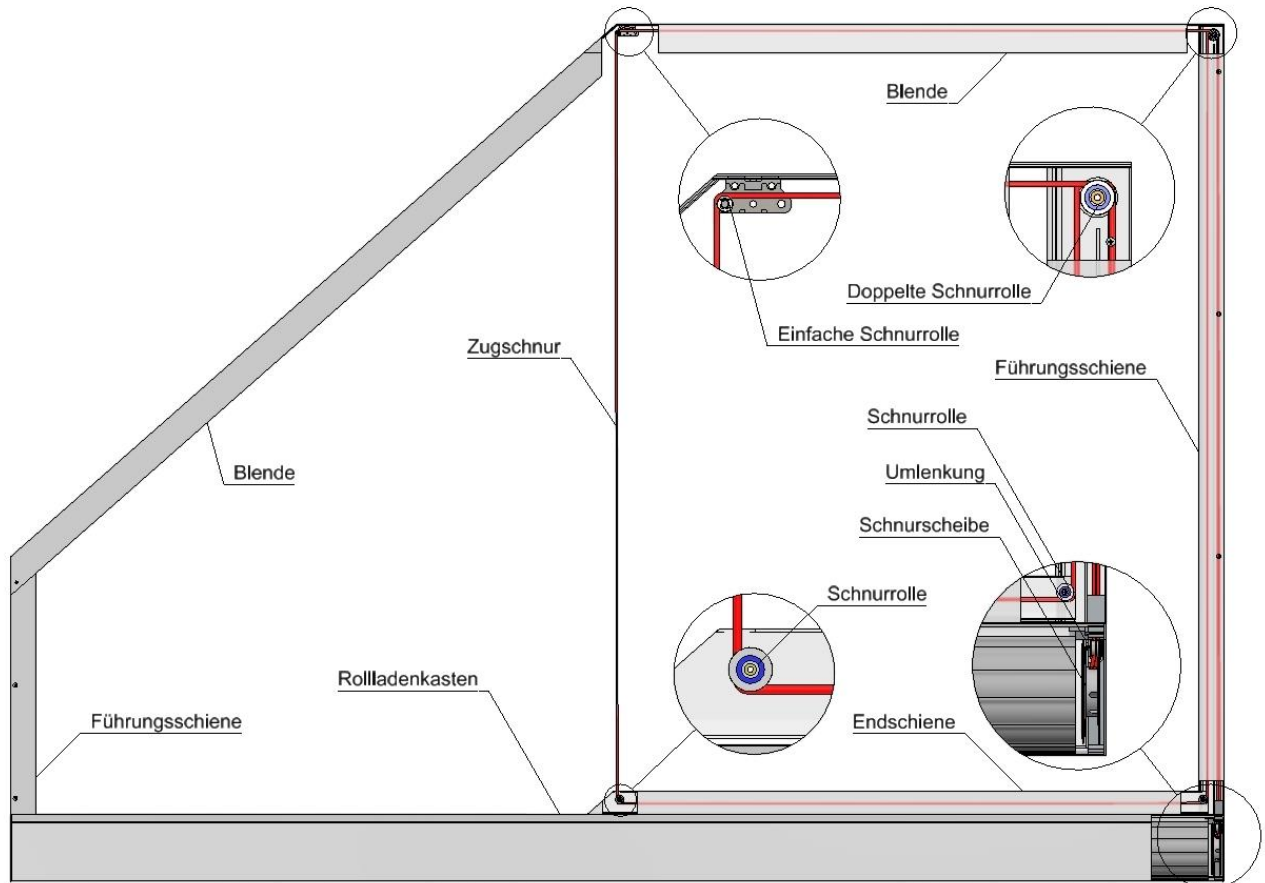 Blende
Doppelte Schnurrolle
Einfache Schnurrolle
Zugschnur
Führungsschiene
Schnurrolle
Umlenkung
Blende
Schnurscheibe
Schnurrolle
Rollladenkasten
Führungsschiene
Endschiene